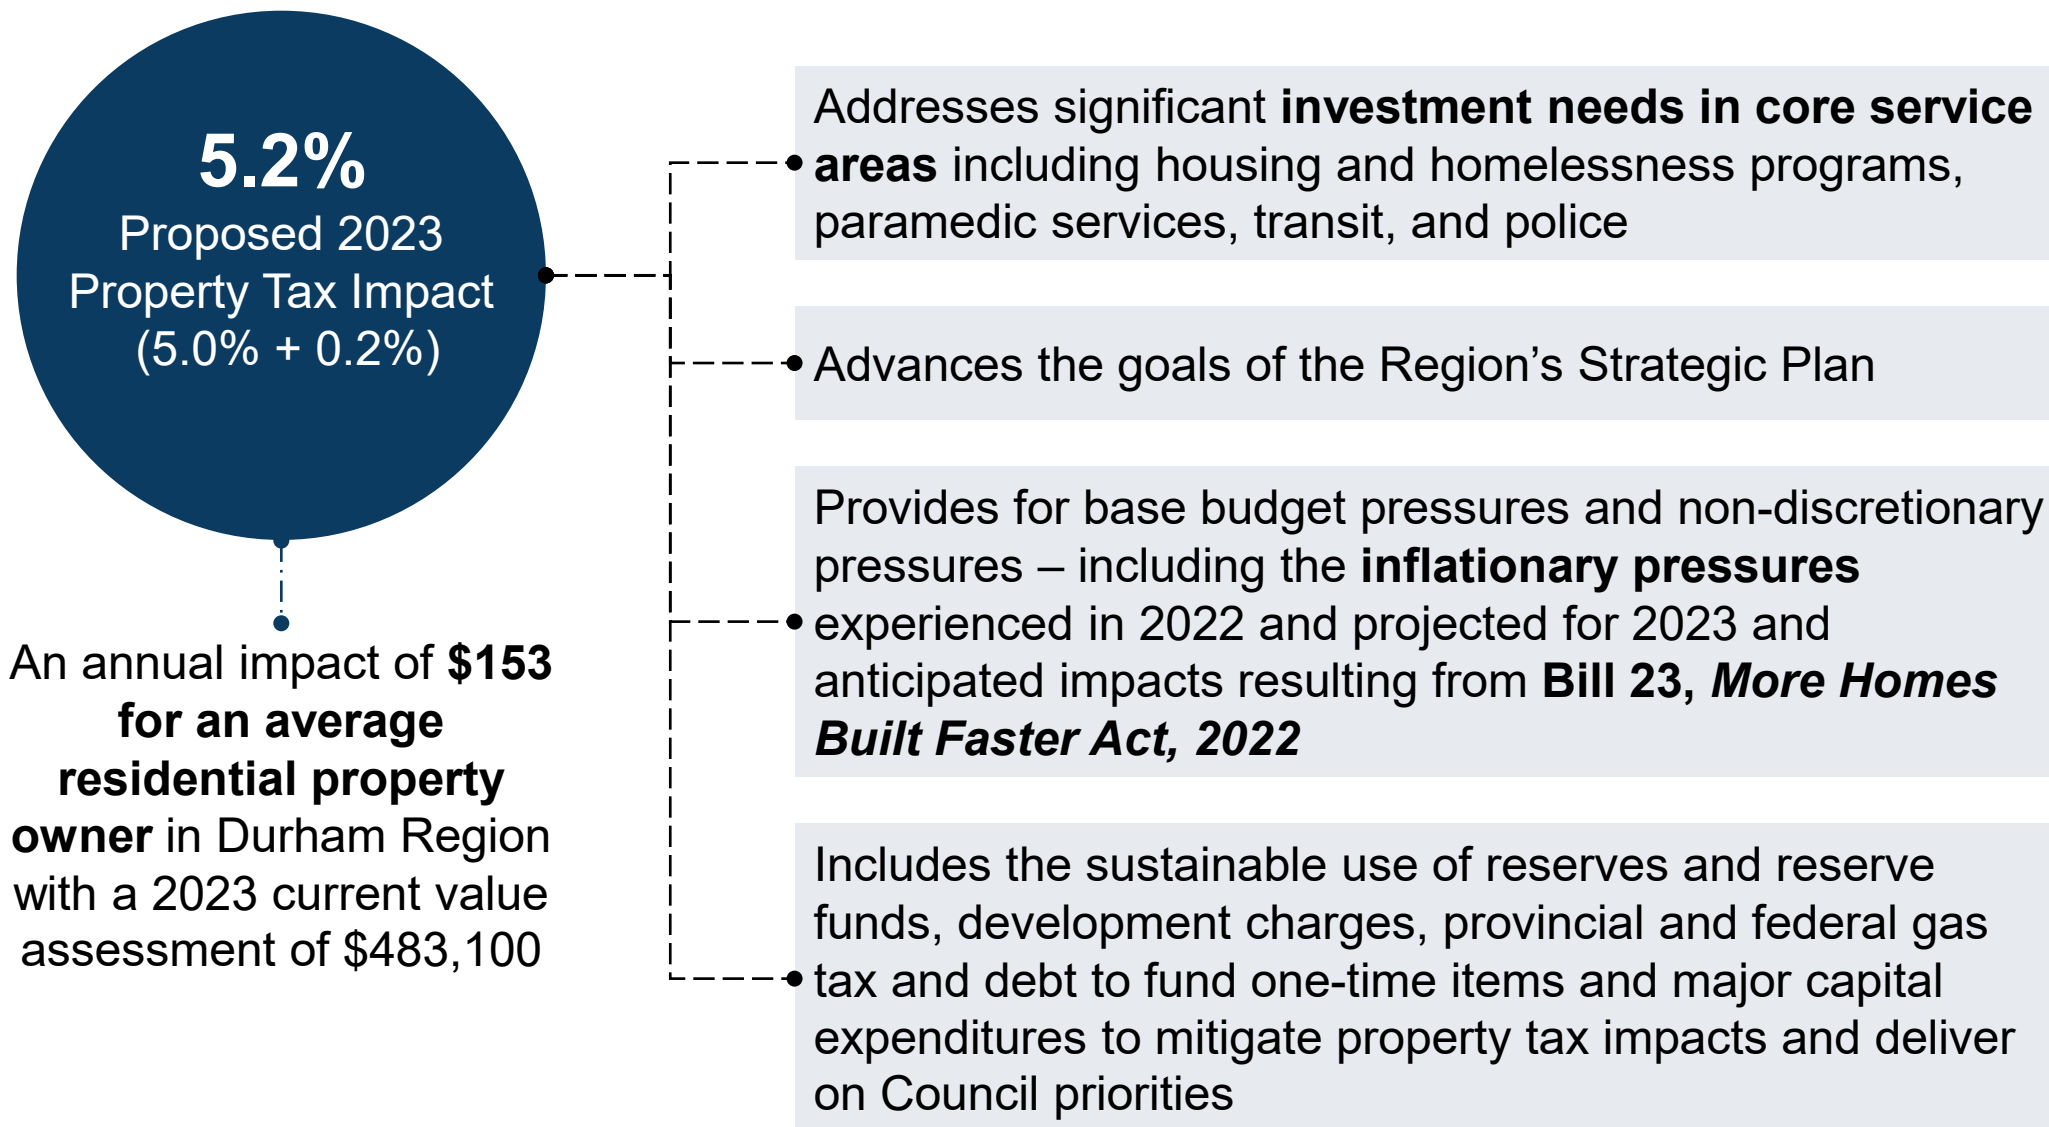 5.2%
Proposed 2023
Property Tax Impact
(5.0% + 0.2%)
An annual impact of $153
for an average
residential property
owner in Durham Region
with a 2023 current value
assessment of $483,100
Addresses significant investment needs in core service
areas including housing and homelessness programs,
paramedic services, transit, and police
Advances the goals of the Region’s Strategic Plan
Provides for base budget pressures and non-discretionary
pressures – including the inflationary pressures
experienced in 2022 and projected for 2023 and
anticipated impacts resulting from Bill 23, More Homes
Built Faster Act, 2022
Includes the sustainable use of reserves and reserve
funds, development charges, provincial and federal gas
tax and debt to fund one-time items and major capital
expenditures to mitigate property tax impacts and deliver
on Council priorities